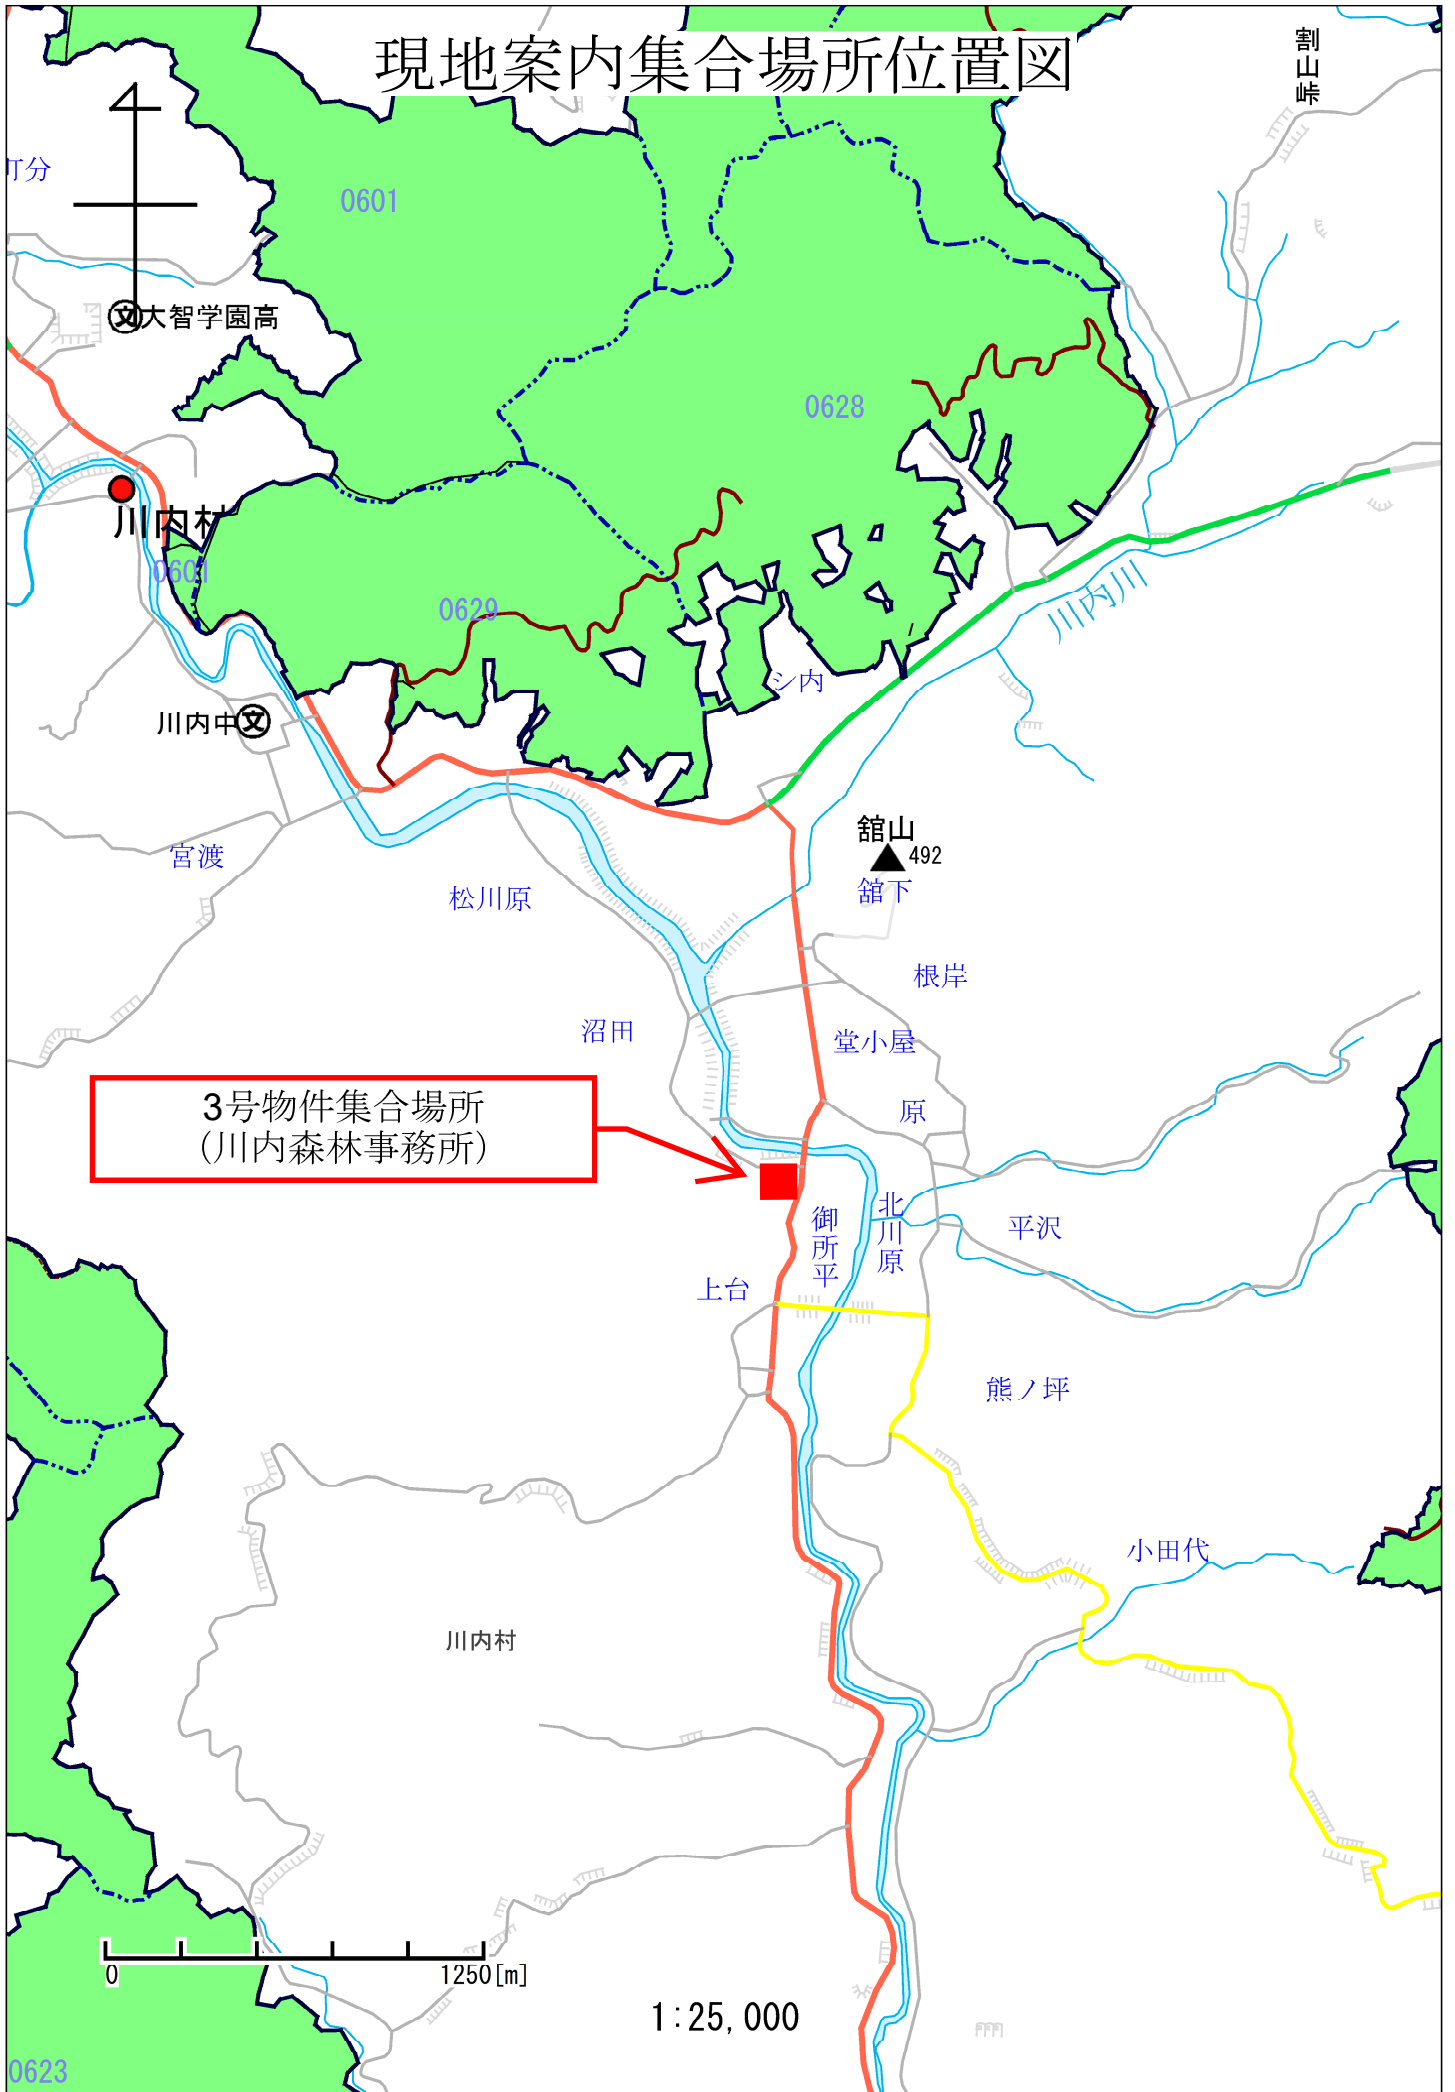 現地案内集合場所位置図
割山峠
町分
0601
大智学園高
0628
川内村
0601
0629
川内川
シ内
川内中
舘山
492
舘下
宮渡
松川原
根岸
沼田
堂小屋
原
3号物件集合場所
(川内森林事務所)
北川原
御所平
平沢
上台
熊ノ坪
小田代
川内村
0
1250[m]
1:25,000
0623